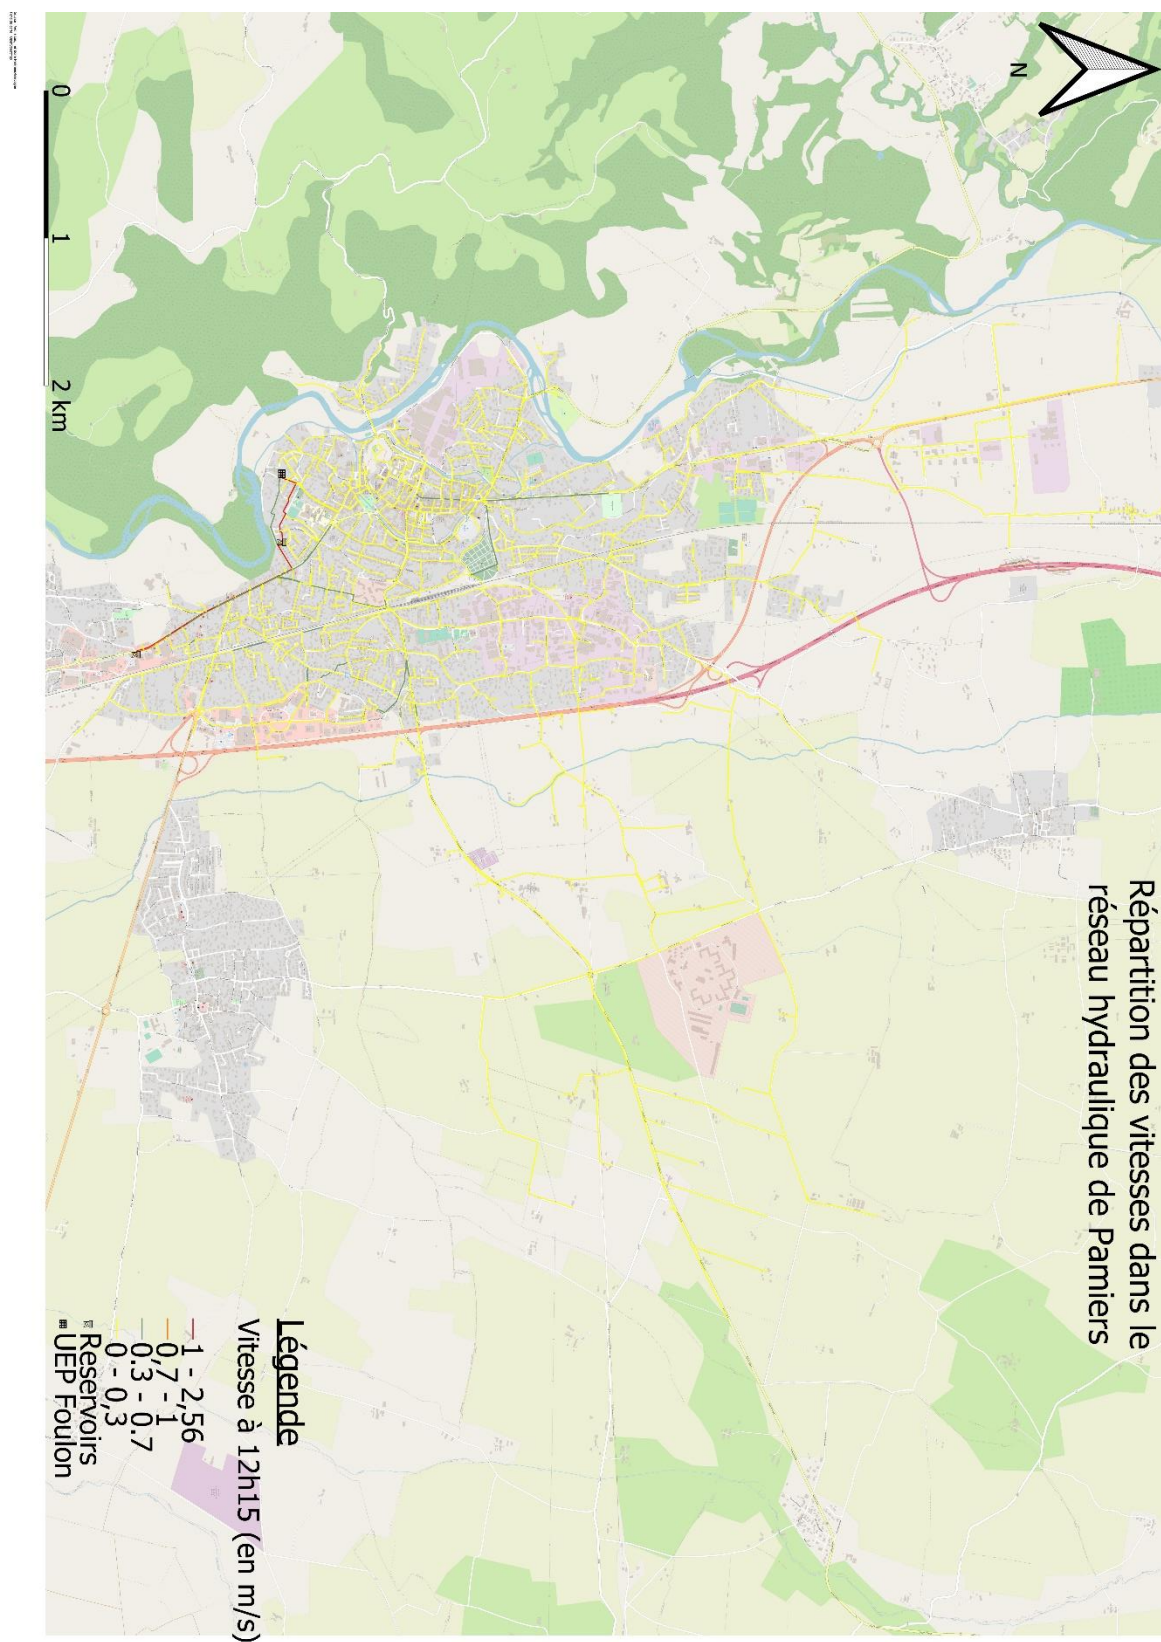 Répartition des vitesses dans le
réseau hydraulique de Pamiers
N
Légende
Vitesse à 12h15 (en m/s)
1 - 2,56
0,7 - 1
0.3 - 0.7
0 - 0,3
Reservoirs
UEP Foulon
0
1
2 km